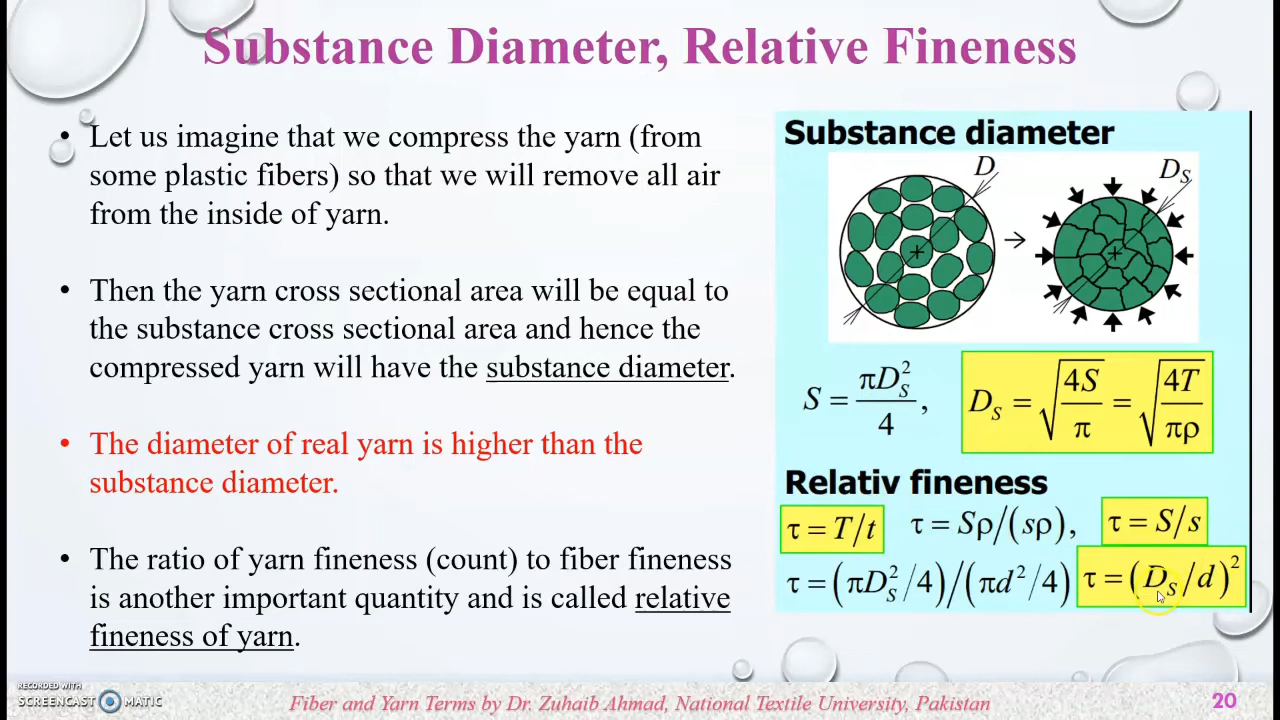 Substance Diameter, Relative Fineness
• Let us imagine that we compress the yarn (from
some plastic fibers) so that we will remove all air
from the inside of yarn.
• Then the yarn cross sectional area will be equal to
the substance cross sectional area and hence the
compressed yarn will have the substance diameter.
• The diameter of real yarn is higher than the
substance diameter.
• The ratio of yarn fineness (count) to fiber fineness
is another important quantity and is called relative
fineness of yarn.
Substance diameter
D → D_S
S = πD_S²/4, D_S = √(4S/π) = √(4T/πρ)
Relativ fineness
τ = T/t τ = Sρ/(sρ), τ = S/s
τ = (πD_S²/4)/(πd²/4) τ = (D_S/d)²
RECORDED WITH
SCREENCAST MATIC
Fiber and Yarn Terms by Dr. Zuhaib Ahmad, National Textile University, Pakistan
20